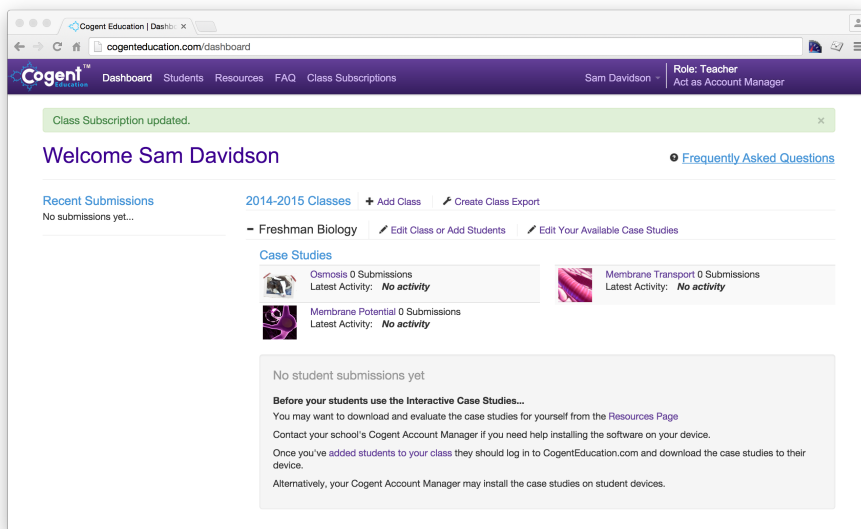 Cogent Education | Dashbo
cogenteducation.com/dashboard
Cogent™ Education
Dashboard Students Resources FAQ Class Subscriptions
Sam Davidson
Role: Teacher
Act as Account Manager
Class Subscription updated.
Welcome Sam Davidson
Frequently Asked Questions
Recent Submissions
No submissions yet...
2014-2015 Classes Add Class Create Class Export
Freshman Biology Edit Class or Add Students Edit Your Available Case Studies
Case Studies
Osmosis 0 Submissions
Latest Activity: No activity
Membrane Transport 0 Submissions
Latest Activity: No activity
Membrane Potential 0 Submissions
Latest Activity: No activity
No student submissions yet
Before your students use the Interactive Case Studies...
You may want to download and evaluate the case studies for yourself from the Resources Page
Contact your school's Cogent Account Manager if you need help installing the software on your device.
Once you've added students to your class they should log in to CogentEducation.com and download the case studies to their
device.
Alternatively, your Cogent Account Manager may install the case studies on student devices.